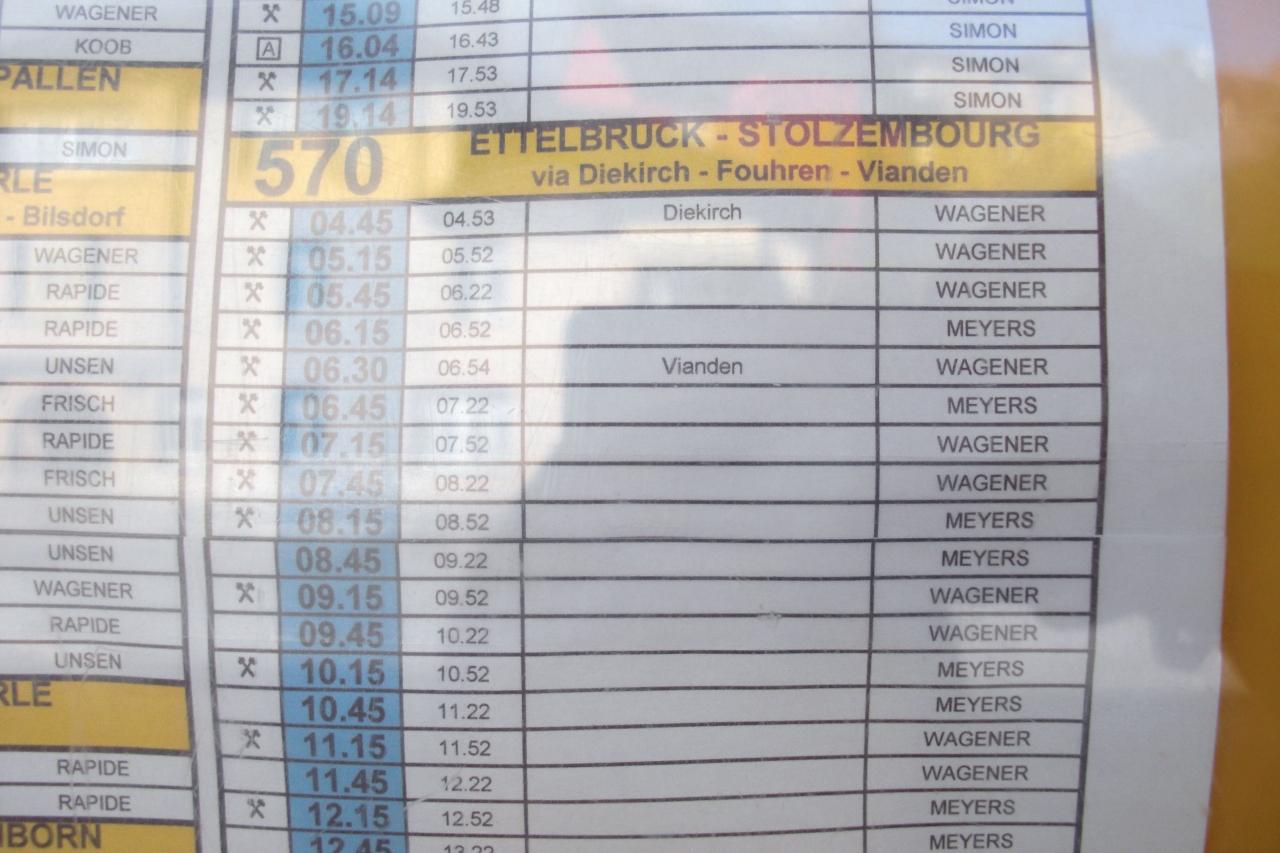 WAGENER
KOOB
PALLEN
SIMON
RLE
- Bilsdorf
WAGENER
RAPIDE
RAPIDE
UNSEN
FRISCH
RAPIDE
FRISCH
UNSEN
UNSEN
WAGENER
RAPIDE
UNSEN
RLE
RAPIDE
RAPIDE
BORN
15.09 15.48 SIMON
A 16.04 16.43 SIMON
17.14 17.53 SIMON
19.14 19.53 SIMON
570 ETTELBRUCK - STOLZEMBOURG
via Diekirch - Fouhren - Vianden
04.45 04.53 Diekirch WAGENER
05.15 05.52 WAGENER
05.45 06.22 WAGENER
06.15 06.52 MEYERS
06.30 06.54 Vianden WAGENER
06.45 07.22 MEYERS
07.15 07.52 WAGENER
07.45 08.22 WAGENER
08.15 08.52 MEYERS
08.45 09.22 MEYERS
09.15 09.52 WAGENER
09.45 10.22 WAGENER
10.15 10.52 MEYERS
10.45 11.22 MEYERS
11.15 11.52 WAGENER
11.45 12.22 WAGENER
12.15 12.52 MEYERS
12.45 13.22 MEYERS